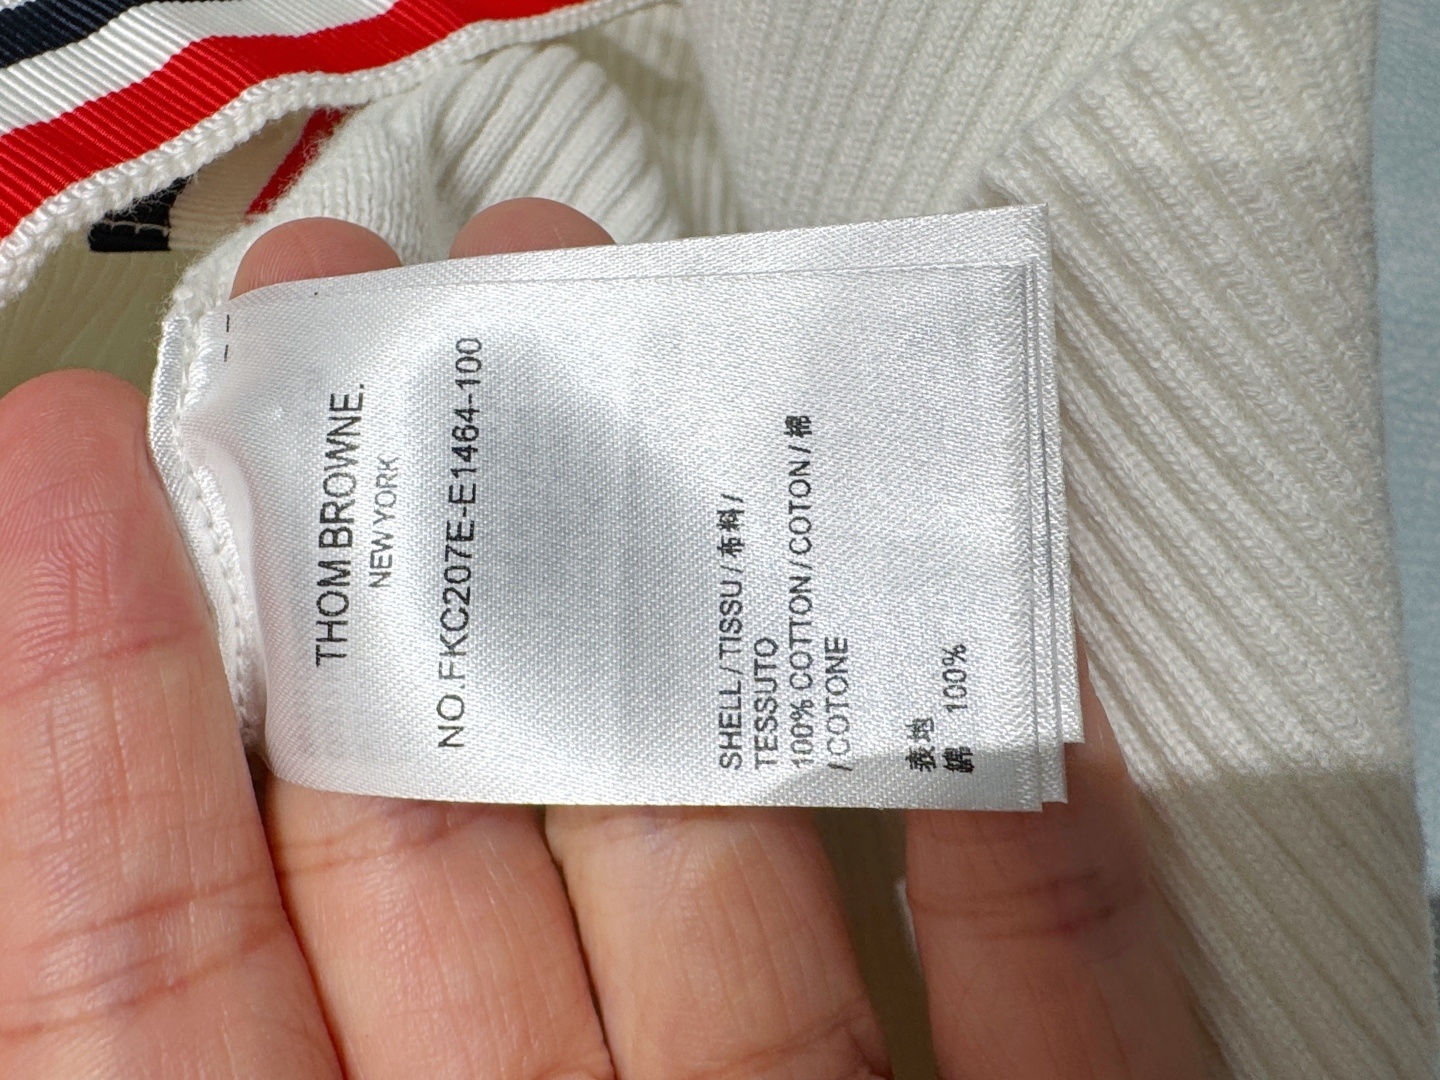 THOM BROWNE.
NEW YORK
NO.FKC207E-E1464-100
SHELL / TISSU / 布料 /
TESSUTO
100% COTTON / COTON / 棉
/ COTONE
表地
綿 100%